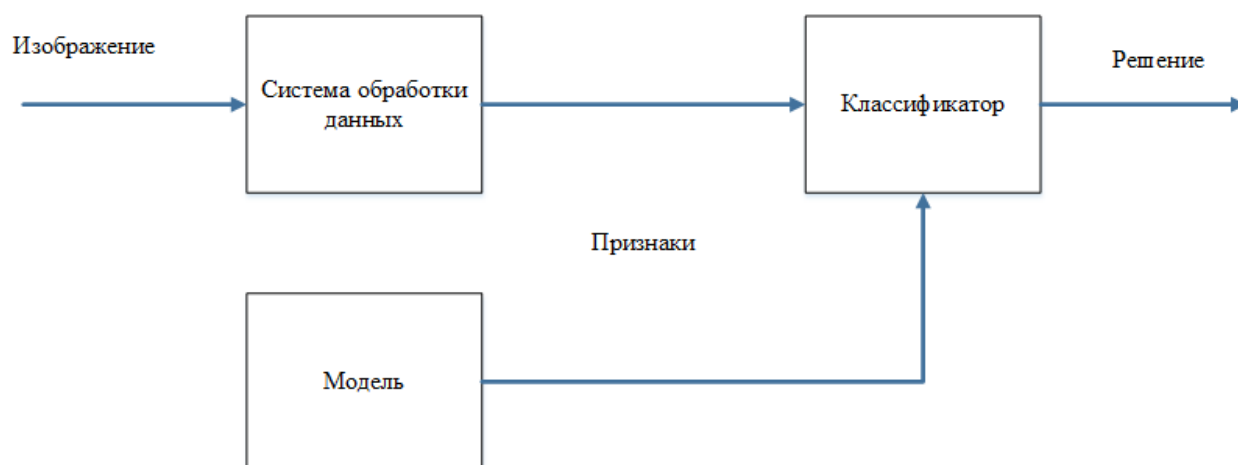 Изображение
Система обработки
данных
Классификатор
Решение
Признаки
Модель